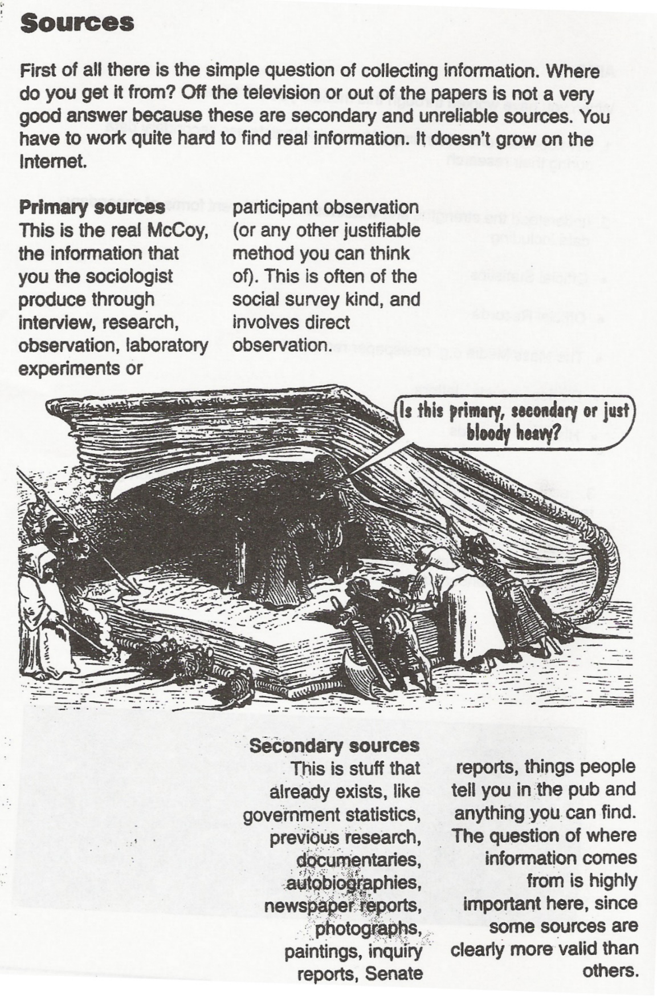 Sources
First of all there is the simple question of collecting information. Where
do you get it from? Off the television or out of the papers is not a very
good answer because these are secondary and unreliable sources. You
have to work quite hard to find real information. It doesn't grow on the
Internet.
Primary sources
This is the real McCoy,
the information that
you the sociologist
produce through
interview, research,
observation, laboratory
experiments or
participant observation
(or any other justifiable
method you can think
of). This is often of the
social survey kind, and
involves direct
observation.
Is this primary, secondary or just
bloody heavy?
Secondary sources
This is stuff that
already exists, like
government statistics,
previous research,
documentaries,
autobiographies,
newspaper reports,
photographs,
paintings, inquiry
reports, Senate
reports, things people
tell you in the pub and
anything you can find.
The question of where
information comes
from is highly
important here, since
some sources are
clearly more valid than
others.